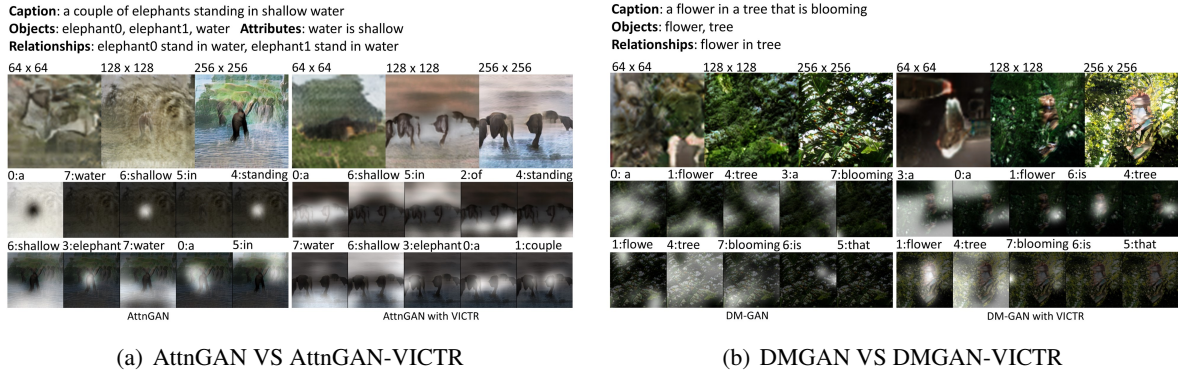 Caption: a couple of elephants standing in shallow water
Objects: elephant0, elephant1, water Attributes: water is shallow
Relationships: elephant0 stand in water, elephant1 stand in water
64 x 64 128 x 128 256 x 256 64 x 64 128 x 128 256 x 256
0:a 7:water 6:shallow 5:in 4:standing 0:a 6:shallow 5:in 2:of 4:standing
6:shallow 3:elephant 7:water 0:a 5:in 7:water 6:shallow 3:elephant 0:a 1:couple
AttnGAN AttnGAN with VICTR
(a) AttnGAN VS AttnGAN-VICTR
Caption: a flower in a tree that is blooming
Objects: flower, tree
Relationships: flower in tree
64 x 64 128 x 128 256 x 256 64 x 64 128 x 128 256 x 256
0: a 1:flower 4:tree 3:a 7:blooming 3:a 0:a 1:flower 6:is 4:tree
1:flowe 4:tree 7:blooming 6:is 5:that 1:flower 4:tree 7:blooming 6:is 5:that
DM-GAN DM-GAN with VICTR
(b) DMGAN VS DMGAN-VICTR